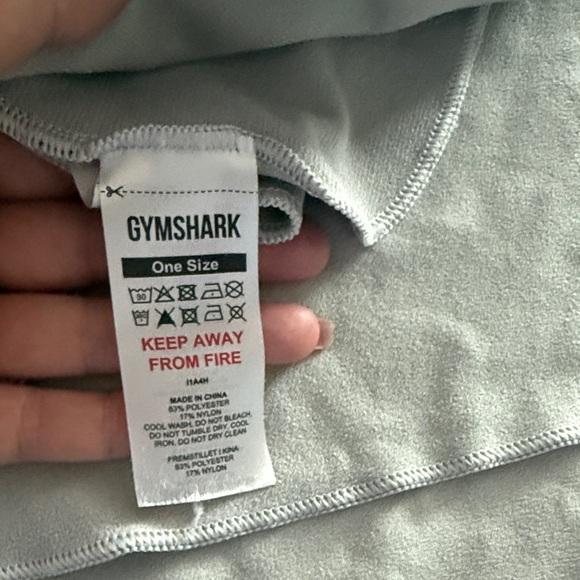 GYMSHARK
One Size
30
KEEP AWAY
FROM FIRE
I1A4H
MADE IN CHINA
83% POLYESTER
17% NYLON
COOL WASH, DO NOT BLEACH,
DO NOT TUMBLE DRY, COOL
IRON, DO NOT DRY CLEAN
FREMSTILLET I KINA
83% POLYESTER
17% NYLON